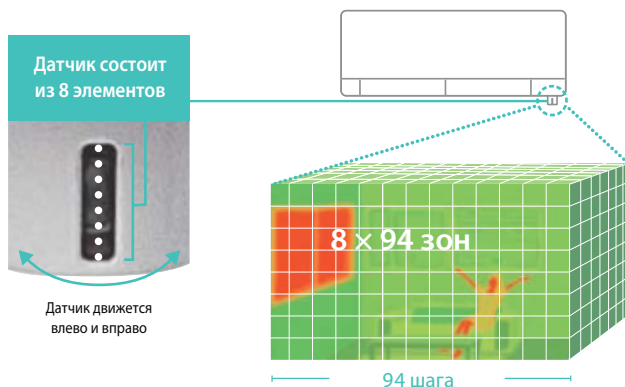 Датчик состоит
из 8 элементов
8 × 94 зон
Датчик движется
влево и вправо
94 шага